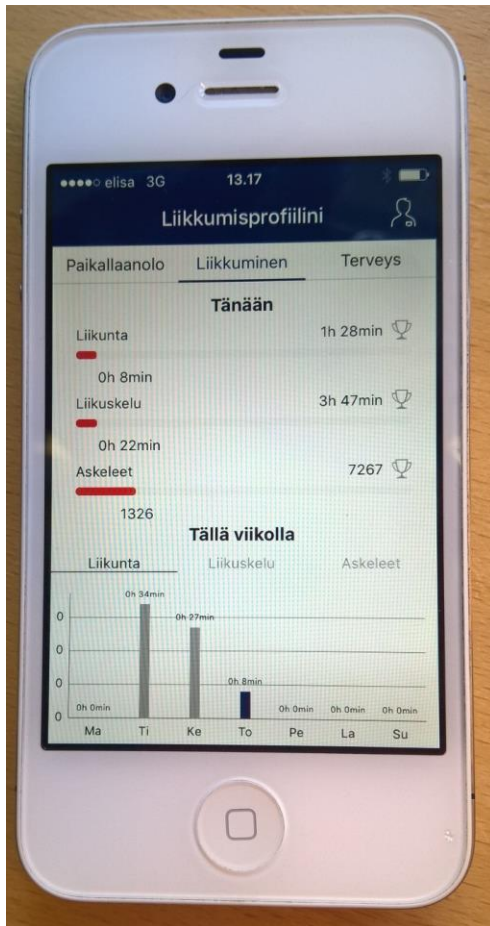 elisa 3G 13.17
Liikkumisprofiilini
Paikallaanolo Liikkuminen Terveys
Tänään
Liikunta 1h 28min
0h 8min
Liikuskelu 3h 47min
0h 22min
Askeleet 7267
1326
Tällä viikolla
Liikunta Liikuskelu Askeleet
0h 34min
0 0h 27min
0
0 0h 8min
0h 0min 0h 0min 0h 0min 0h 0min
0
Ma Ti Ke To Pe La Su